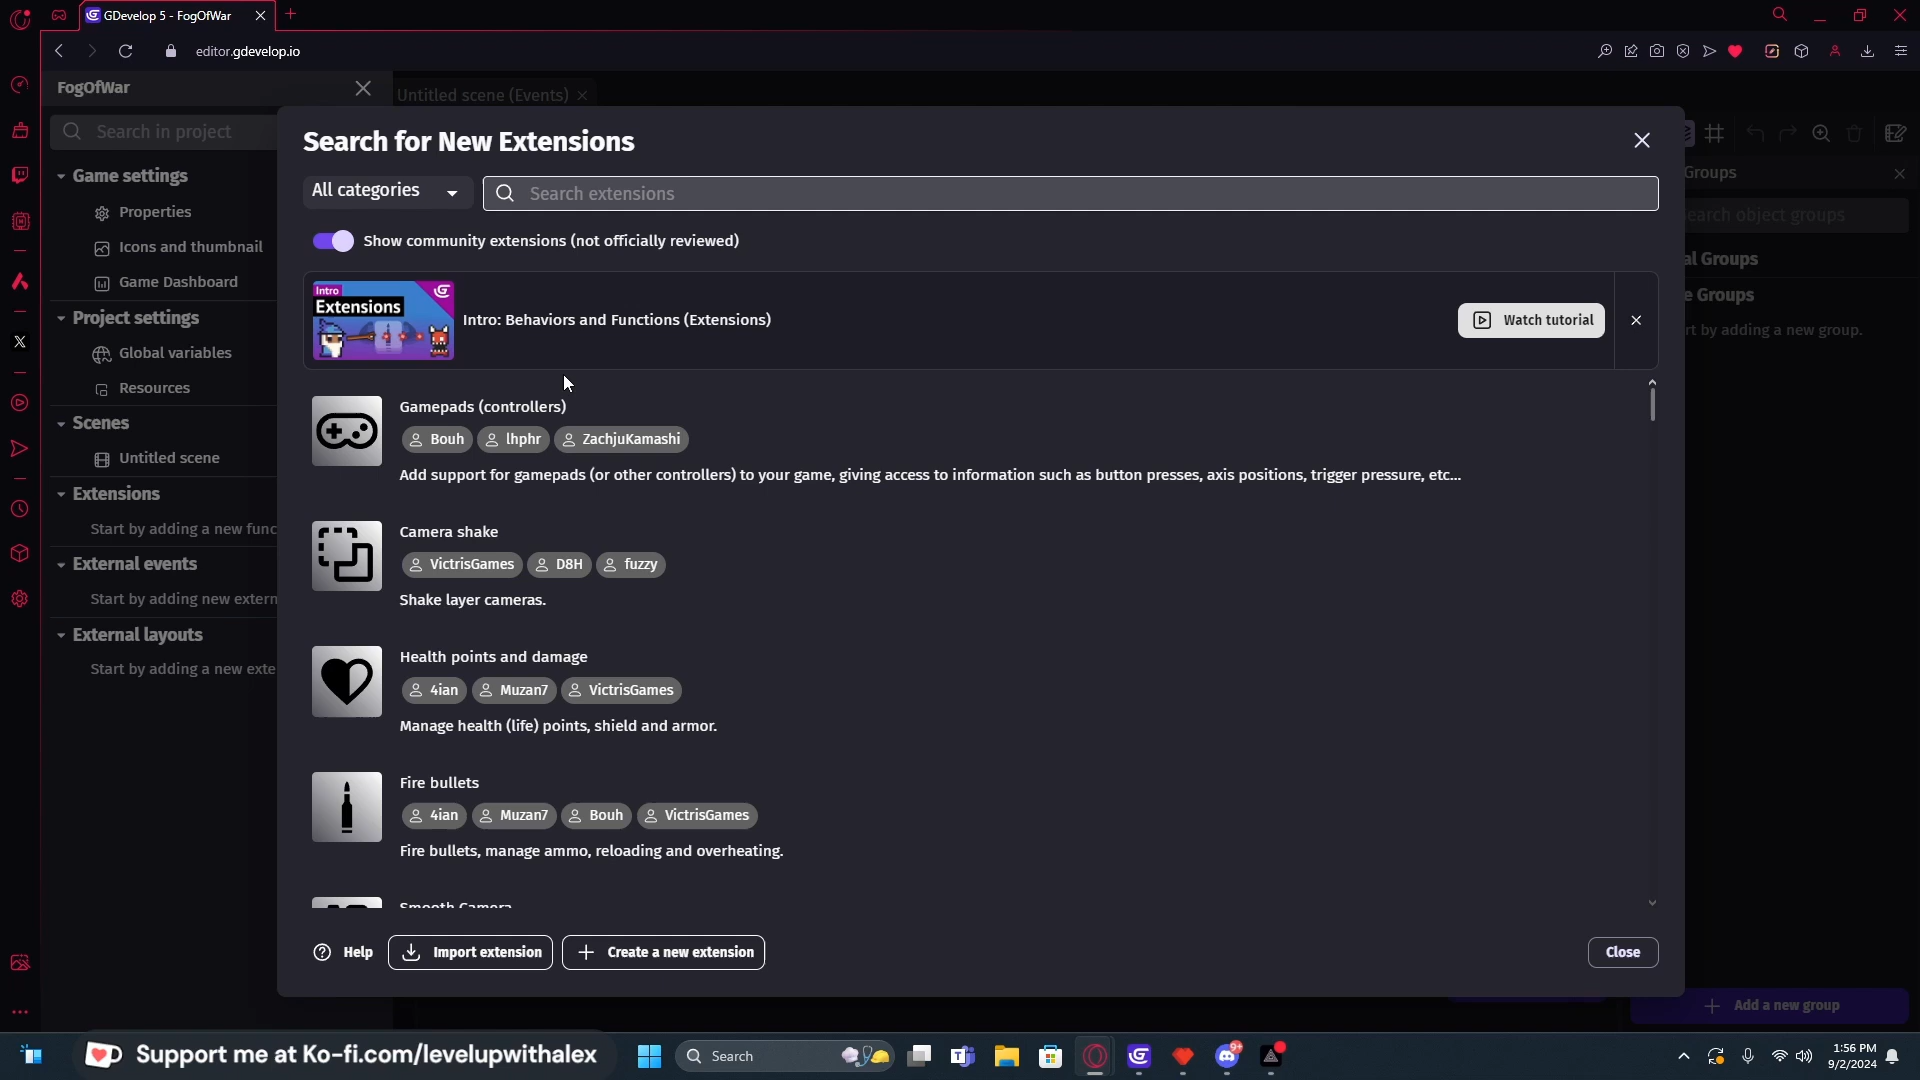 GDevelop 5 - FogOfWar
editor.gdevelop.io
FogOfWar
Untitled scene (Events)
Search in project
Game settings
Properties
Icons and thumbnail
Game Dashboard
Project settings
Global variables
Resources
Scenes
Untitled scene
Extensions
Start by adding a new func
External events
Start by adding new extern
External layouts
Start by adding a new exte
Search for New Extensions
All categories
Search extensions
Show community extensions (not officially reviewed)
Intro
Extensions
Intro: Behaviors and Functions (Extensions)
Watch tutorial
Gamepads (controllers)
Bouh lhphr ZachjuKamashi
Add support for gamepads (or other controllers) to your game, giving access to information such as button presses, axis positions, trigger pressure, etc...
Camera shake
VictrisGames D8H fuzzy
Shake layer cameras.
Health points and damage
4ian Muzan7 VictrisGames
Manage health (life) points, shield and armor.
Fire bullets
4ian Muzan7 Bouh VictrisGames
Fire bullets, manage ammo, reloading and overheating.
Smooth Camera
Help
Import extension
Create a new extension
Close
Groups
earch object groups
al Groups
e Groups
rt by adding a new group.
Add a new group
Support me at Ko-fi.com/levelupwithalex
Search
9+
1:56 PM
9/2/2024